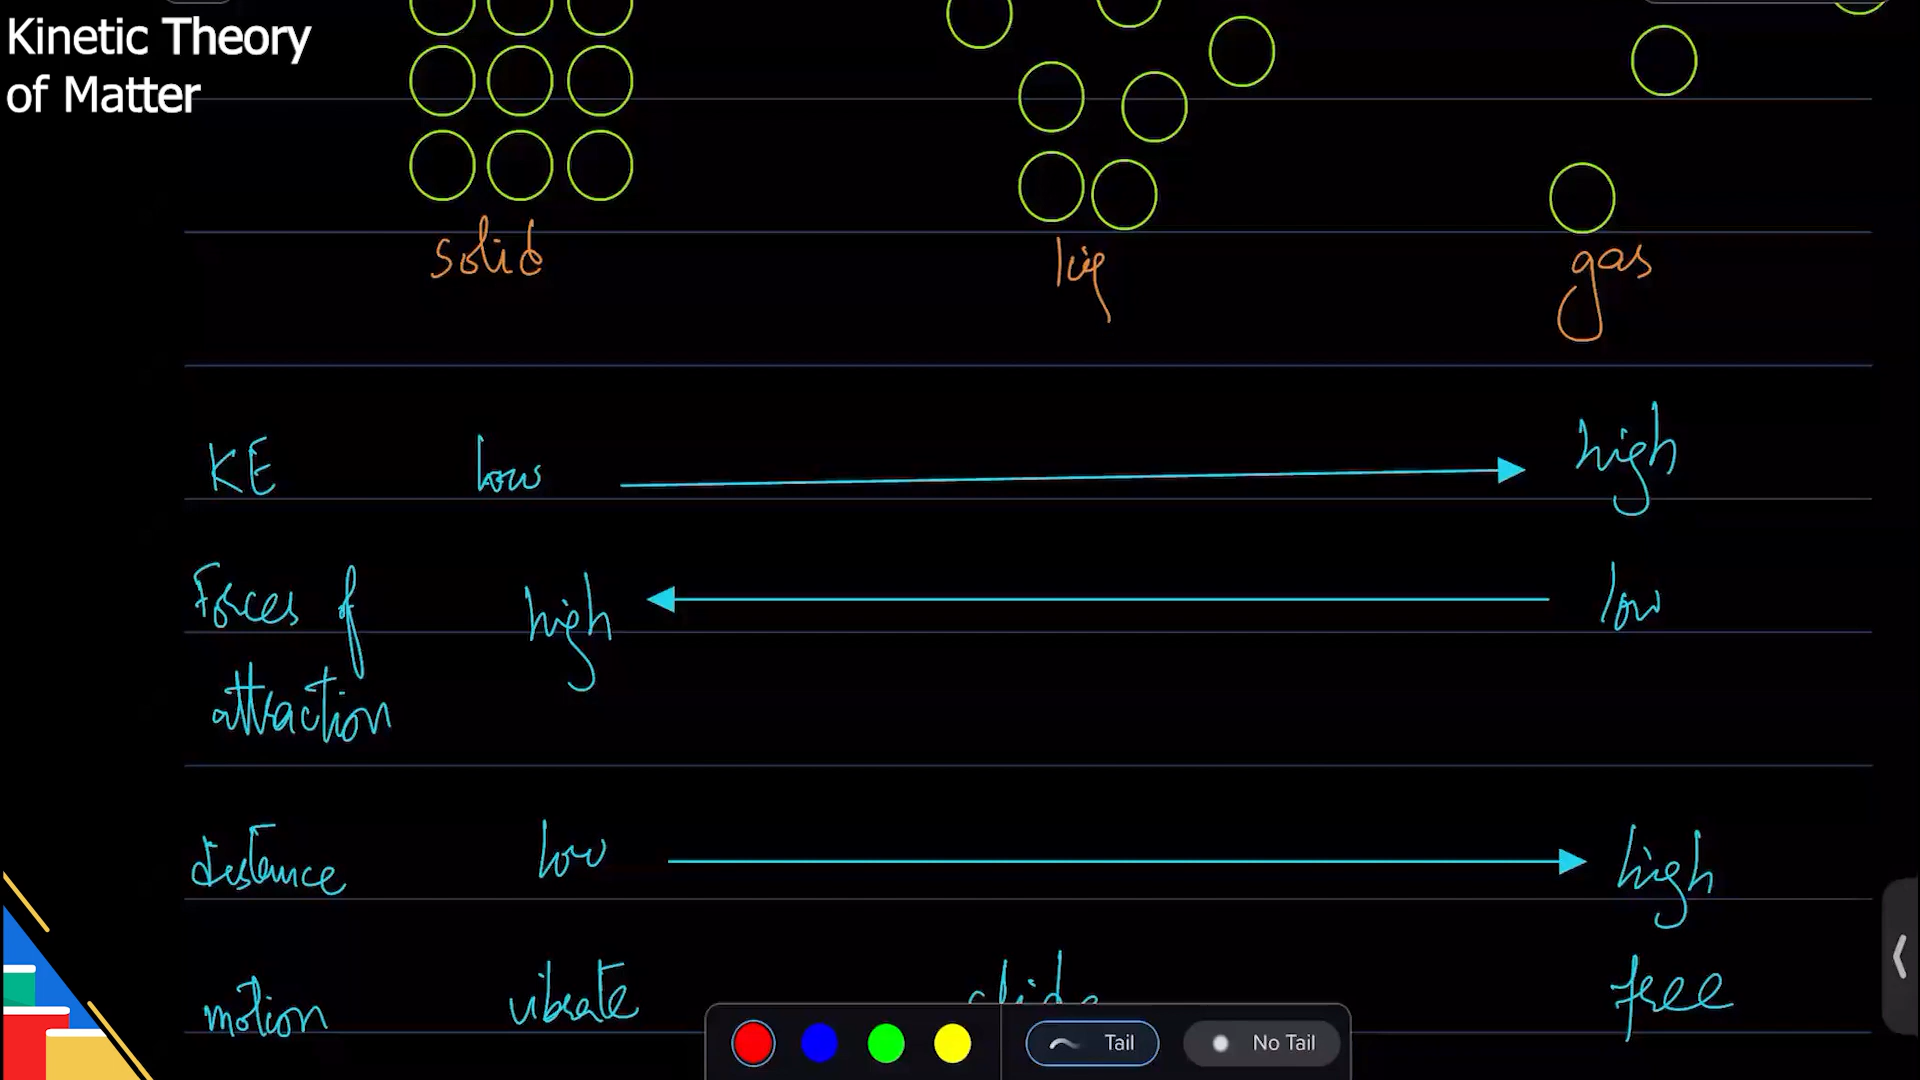 Kinetic Theory
of Matter
solid liq gas
KE low high
Forces of high low
attraction
distance low high
motion vibrate slide free
Tail No Tail